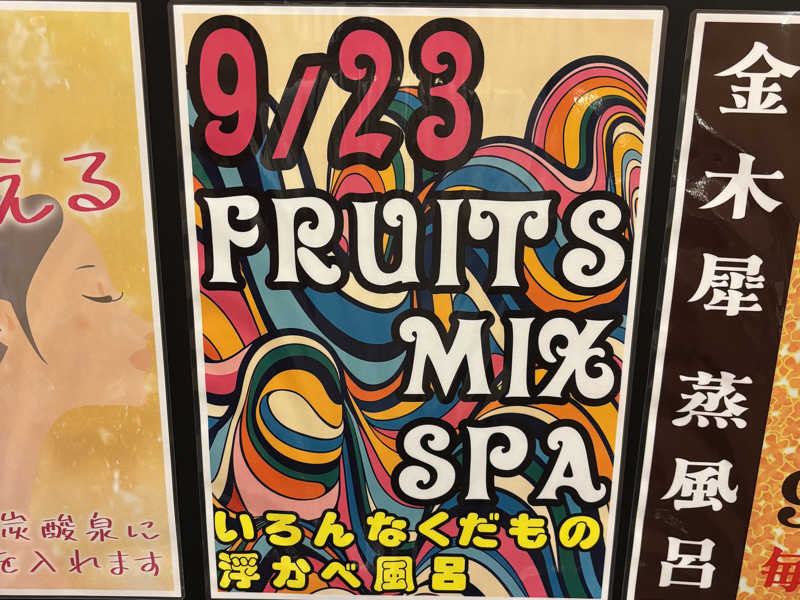 える
炭酸泉に
を入れます
9/23
FRUITS
MIX
SPA
いろんなくだもの
浮かべ風呂
金木犀蒸風呂
毎